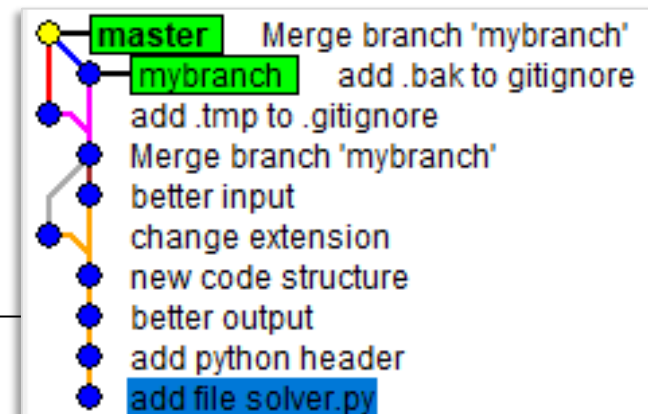 master Merge branch 'mybranch'
mybranch add .bak to gitignore
add .tmp to .gitignore
Merge branch 'mybranch'
better input
change extension
new code structure
better output
add python header
add file solver.py